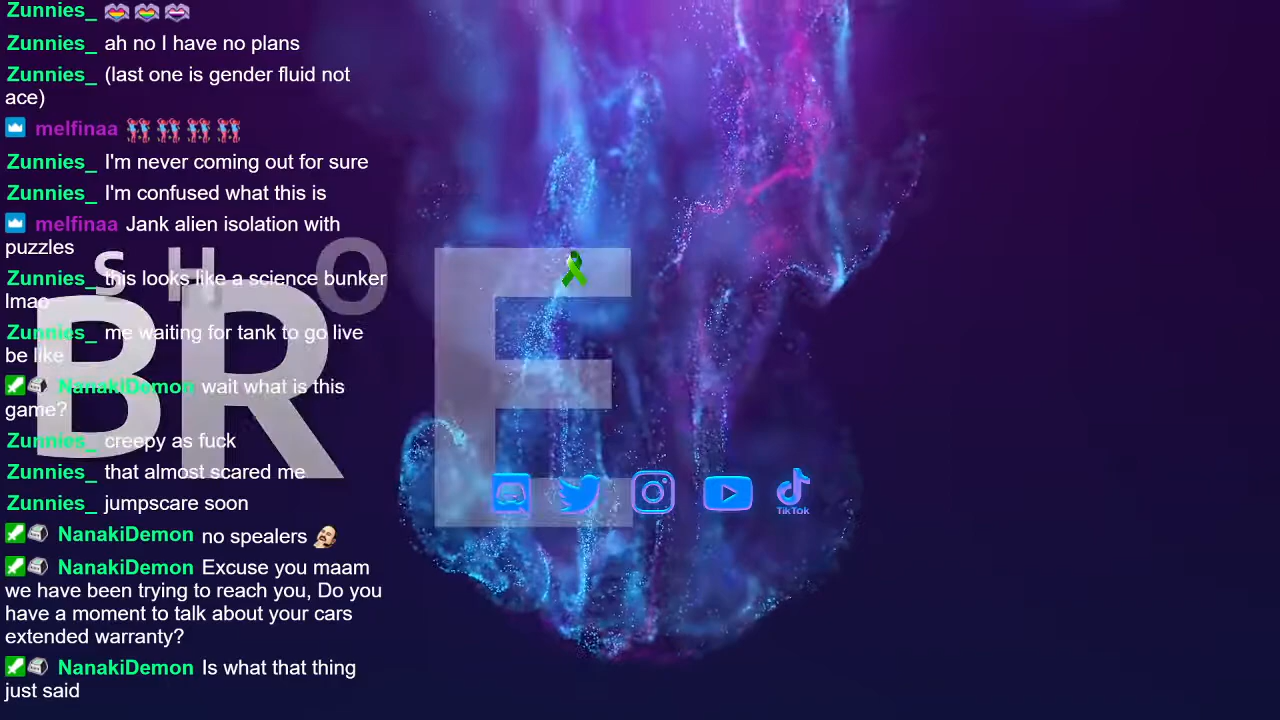 Zunnies_
Zunnies_ ah no I have no plans
Zunnies_ (last one is gender fluid not
ace)
melfinaa
Zunnies_ I'm never coming out for sure
Zunnies_ I'm confused what this is
melfinaa Jank alien isolation with
puzzles
S H O
Zunnies_ this looks like a science bunker
lmao
BRE
Zunnies_ me waiting for tank to go live
be like
NanakiDemon wait what is this
game?
Zunnies_ creepy as fuck
Zunnies_ that almost scared me
Zunnies_ jumpscare soon
TikTok
NanakiDemon no spealers
NanakiDemon Excuse you maam
we have been trying to reach you, Do you
have a moment to talk about your cars
extended warranty?
NanakiDemon Is what that thing
just said